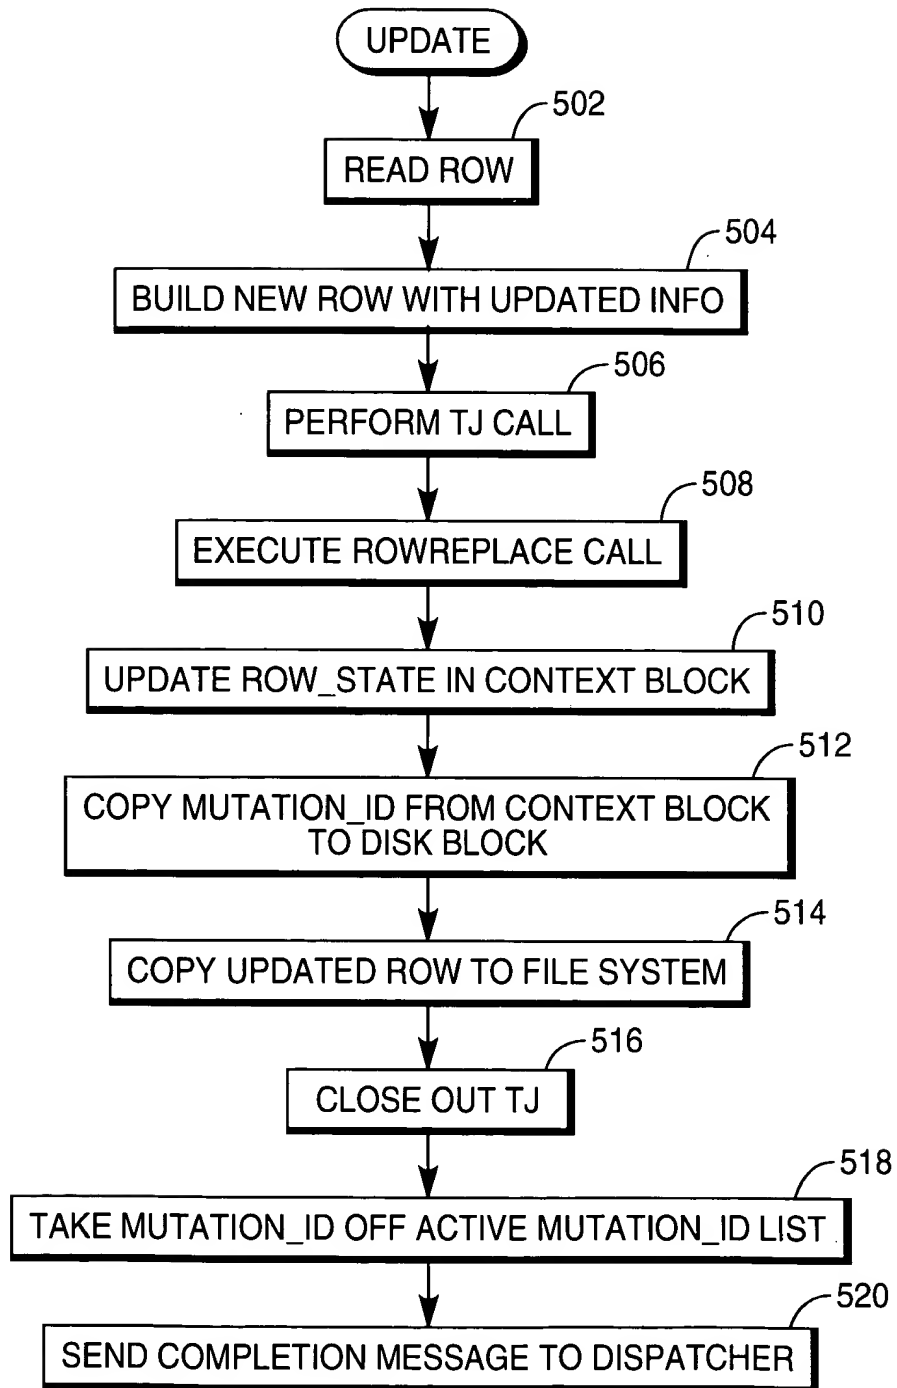 UPDATE
502
READ ROW
504
BUILD NEW ROW WITH UPDATED INFO
506
PERFORM TJ CALL
508
EXECUTE ROWREPLACE CALL
510
UPDATE ROW_STATE IN CONTEXT BLOCK
512
COPY MUTATION_ID FROM CONTEXT BLOCK
TO DISK BLOCK
514
COPY UPDATED ROW TO FILE SYSTEM
516
CLOSE OUT TJ
518
TAKE MUTATION_ID OFF ACTIVE MUTATION_ID LIST
520
SEND COMPLETION MESSAGE TO DISPATCHER